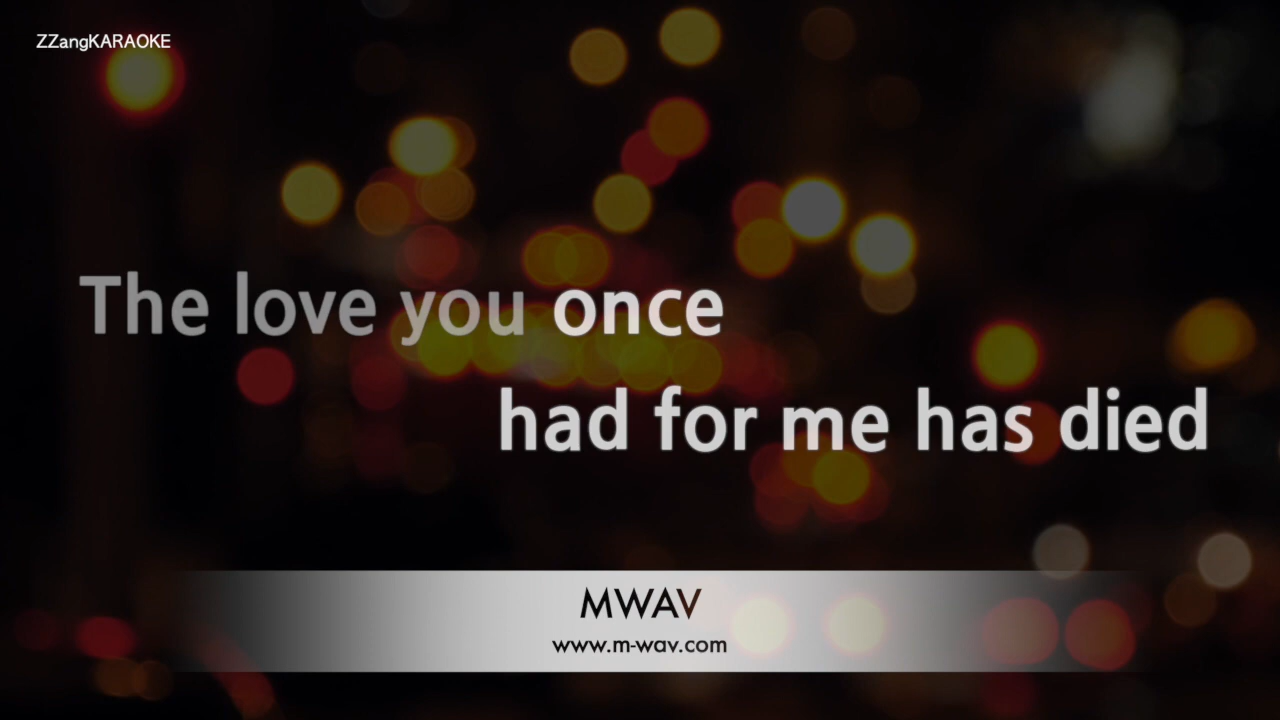 ZZangKARAOKE
The love you once
had for me has died
MWAV
www.m-wav.com